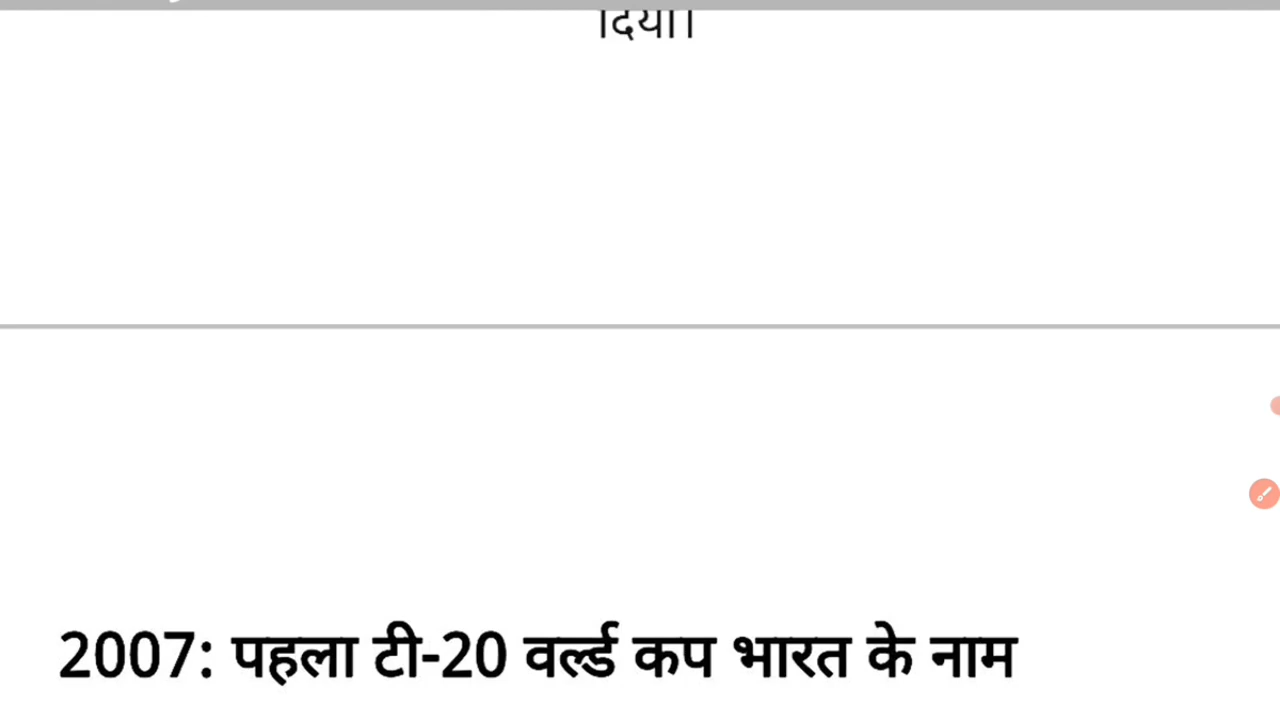 दिया।
2007: पहला टी-20 वर्ल्ड कप भारत के नाम